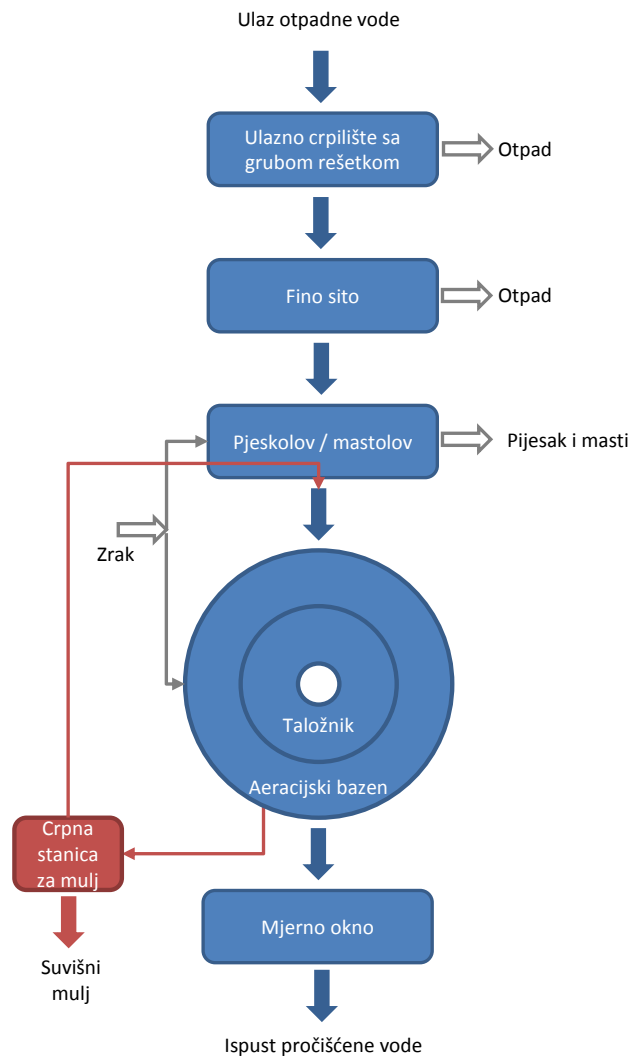 Ulaz otpadne vode
Ulazno crpilište sa
grubom rešetkom
Otpad
Fino sito
Otpad
Pjeskolov / mastolov
Pijesak i masti
Zrak
Taložnik
Aeracijski bazen
Crpna
stanica
za mulj
Mjerno okno
Suvišni
mulj
Ispust pročišćene vode